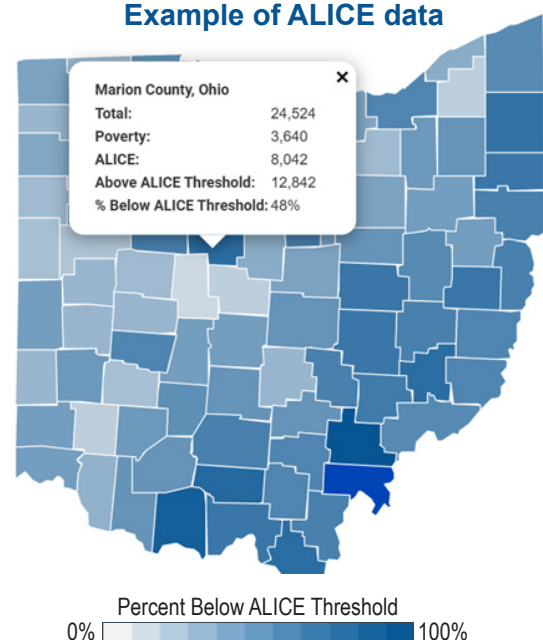 Example of ALICE data
×
Marion County, Ohio
Total: 24,524
Poverty: 3,640
ALICE: 8,042
Above ALICE Threshold: 12,842
% Below ALICE Threshold: 48%
Percent Below ALICE Threshold
0% 100%